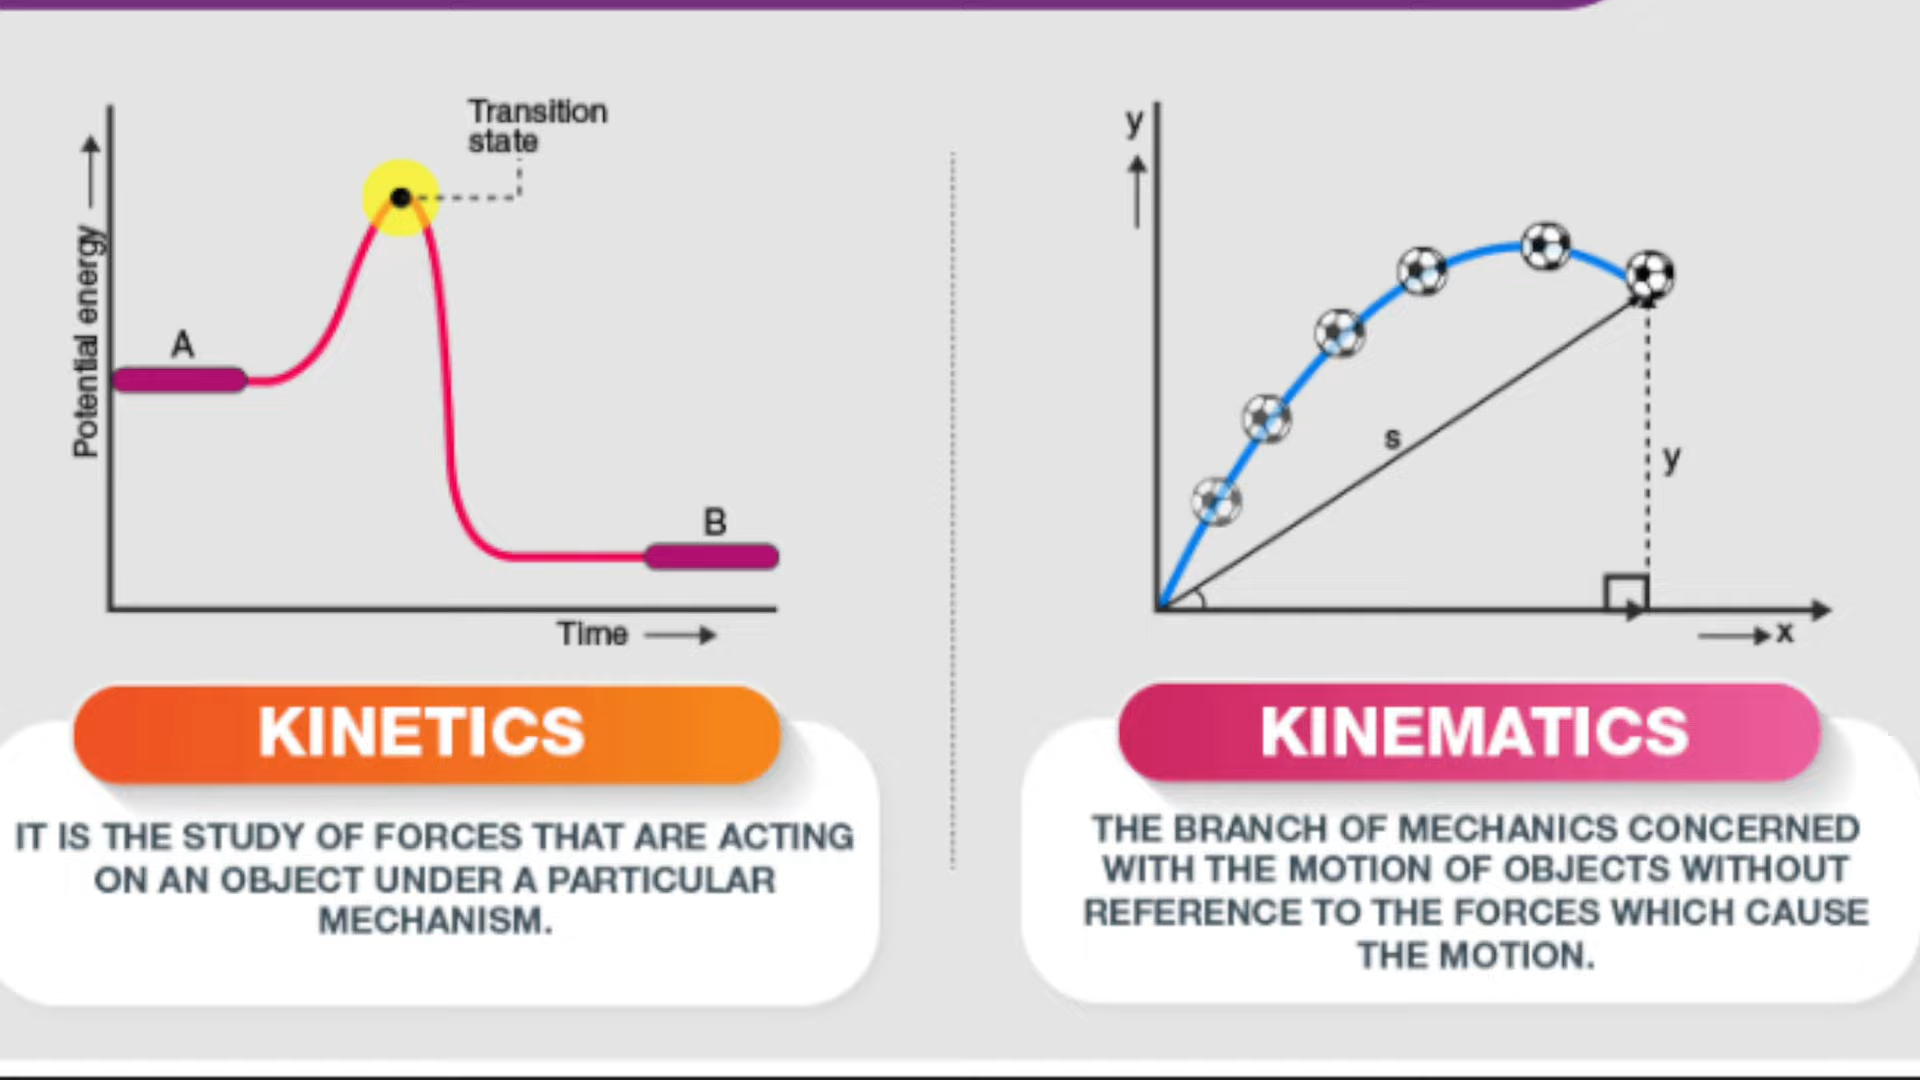 Transition
state
Potential energy
A
B
Time
KINETICS
IT IS THE STUDY OF FORCES THAT ARE ACTING
ON AN OBJECT UNDER A PARTICULAR
MECHANISM.
y
s
y
x
KINEMATICS
THE BRANCH OF MECHANICS CONCERNED
WITH THE MOTION OF OBJECTS WITHOUT
REFERENCE TO THE FORCES WHICH CAUSE
THE MOTION.